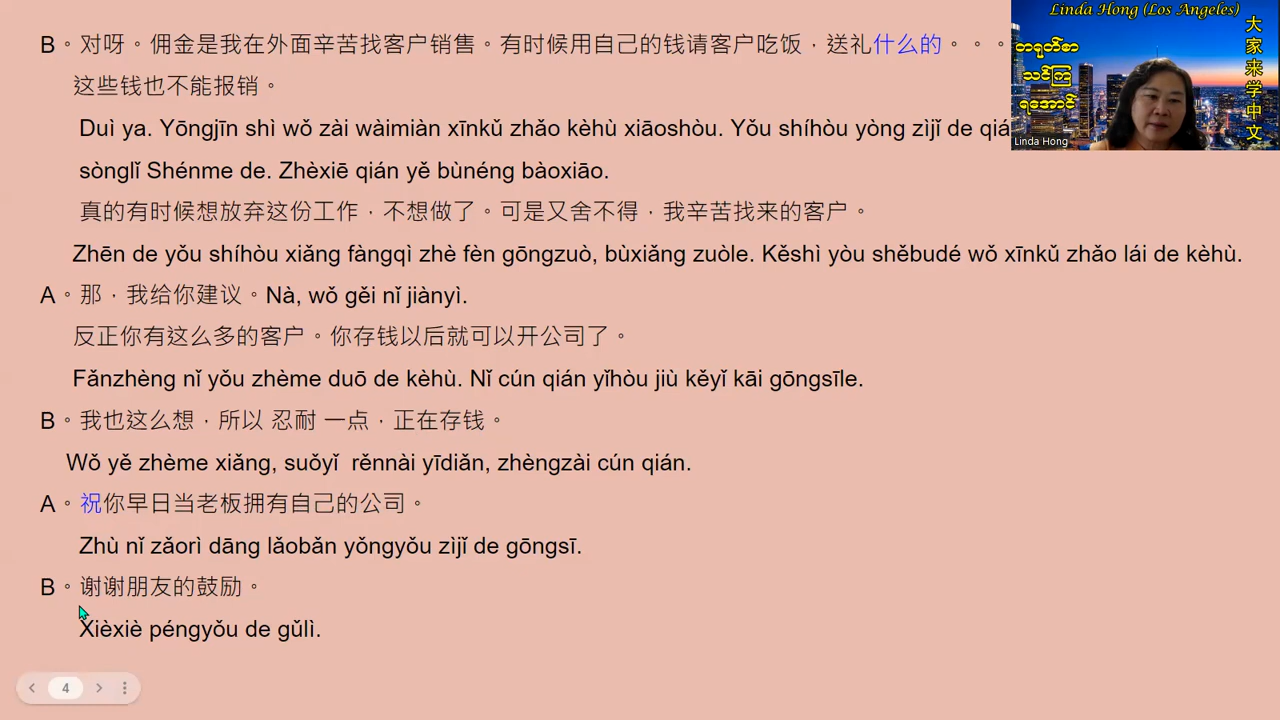 B。对呀。佣金是我在外面辛苦找客户销售。有时候用自己的钱请客户吃饭，送礼什么的。。。
这些钱也不能报销。
Duì ya. Yōngjīn shì wǒ zài wàimiàn xīnkǔ zhǎo kèhù xiāoshòu. Yǒu shíhòu yòng zìjǐ de qiá
sònglǐ Shénme de. Zhèxiē qián yě bùnéng bàoxiāo.
真的有时候想放弃这份工作，不想做了。可是又舍不得，我辛苦找来的客户。
Zhēn de yǒu shíhòu xiǎng fàngqì zhè fèn gōngzuò, bùxiǎng zuòle. Kěshì yòu shěbudé wǒ xīnkǔ zhǎo lái de kèhù.
A。那，我给你建议。Nà, wǒ gěi nǐ jiànyì.
反正你有这么多的客户。你存钱以后就可以开公司了。
Fǎnzhèng nǐ yǒu zhème duō de kèhù. Nǐ cún qián yǐhòu jiù kěyǐ kāi gōngsīle.
B。我也这么想，所以 忍耐 一点，正在存钱。
Wǒ yě zhème xiǎng, suǒyǐ rěnnài yīdiǎn, zhèngzài cún qián.
A。祝你早日当老板拥有自己的公司。
Zhù nǐ zǎorì dāng lǎobǎn yǒngyǒu zìjǐ de gōngsī.
B。谢谢朋友的鼓励。
Xièxiè péngyǒu de gǔlì.
4
Linda Hong (Los Angeles)
တရုတ်စာ
သင်ကြ
ရအောင်
大家来学中文
Linda Hong